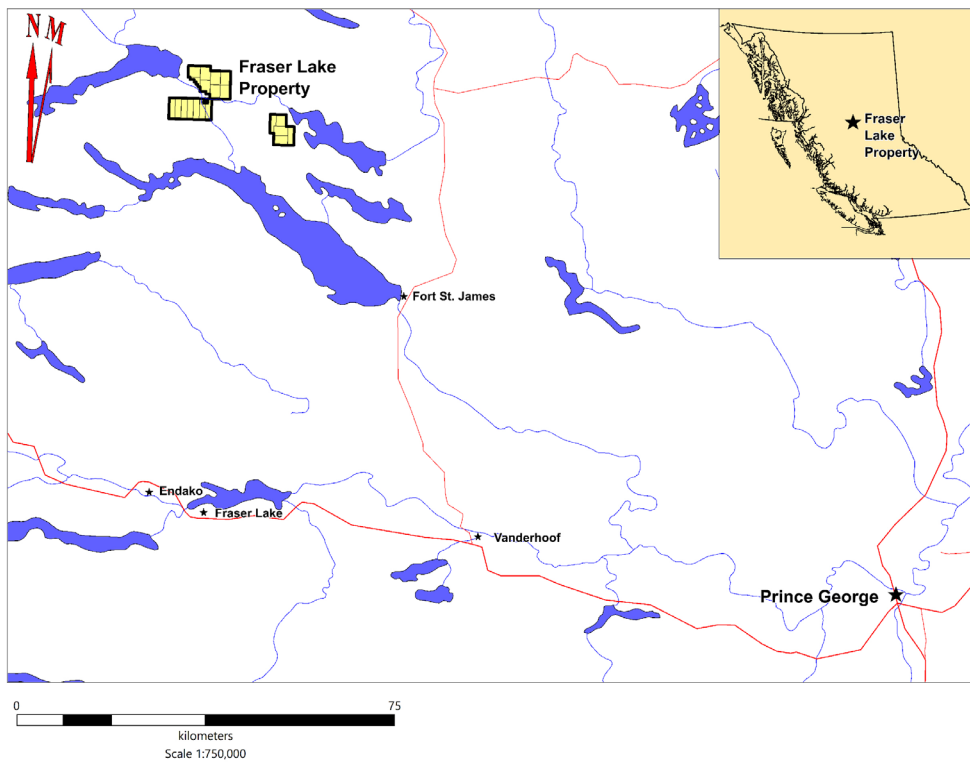 N M
Fraser Lake
Property
Fraser
Lake
Property
Fort St. James
Endako
Fraser Lake
Vanderhoof
Prince George
0 75
kilometers
Scale 1:750,000